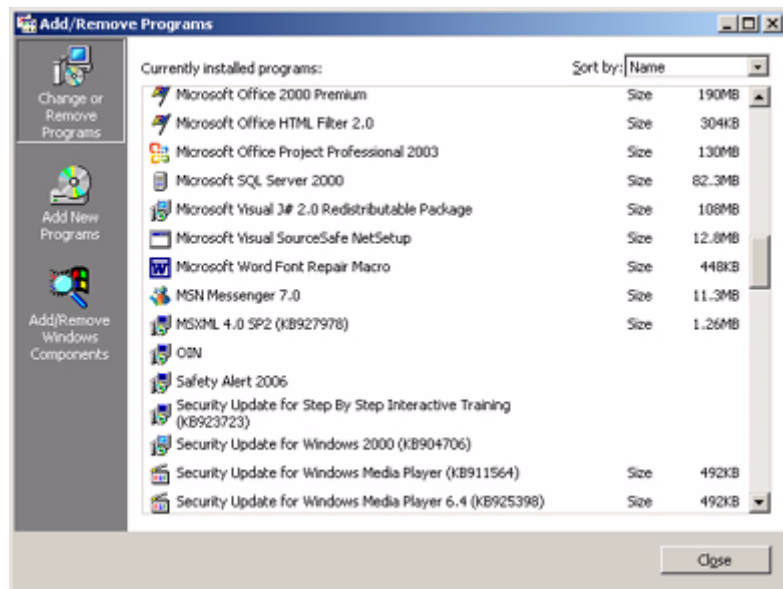 Add/Remove Programs
Change or
Remove
Programs
Add New
Programs
Add/Remove
Windows
Components
Currently installed programs:
Sort by: Name
Microsoft Office 2000 Premium Size 190MB
Microsoft Office HTML Filter 2.0 Size 304KB
Microsoft Office Project Professional 2003 Size 130MB
Microsoft SQL Server 2000 Size 82.3MB
Microsoft Visual J# 2.0 Redistributable Package Size 108MB
Microsoft Visual SourceSafe NetSetup Size 12.8MB
Microsoft Word Font Repair Macro Size 448KB
MSN Messenger 7.0 Size 11.3MB
MSXML 4.0 SP2 (KB927978) Size 1.26MB
OIN
Safety Alert 2006
Security Update for Step By Step Interactive Training
(KB923723)
Security Update for Windows 2000 (KB904706)
Security Update for Windows Media Player (KB911564) Size 492KB
Security Update for Windows Media Player 6.4 (KB925398) Size 492KB
Close